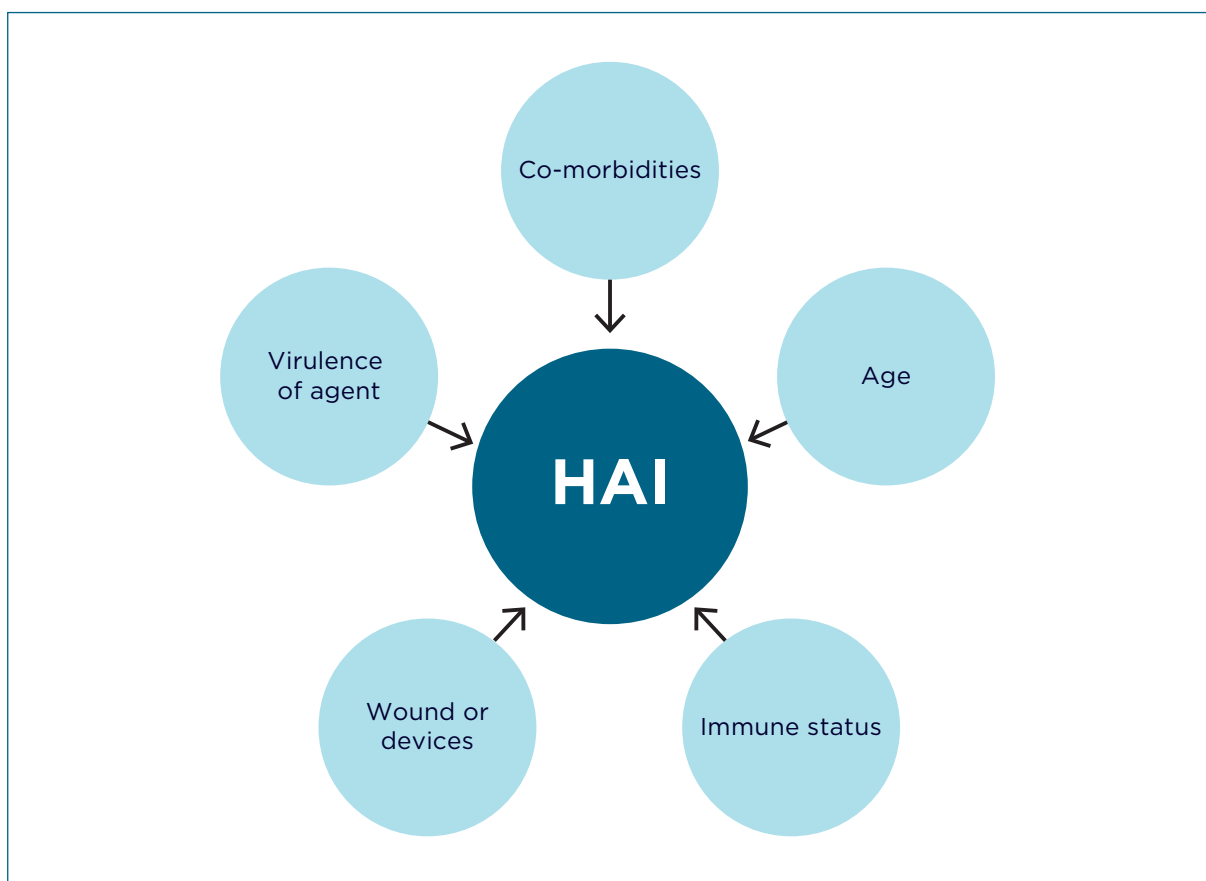 Co-morbidities
Virulence
of agent
Age
HAI
Wound or
devices
Immune status